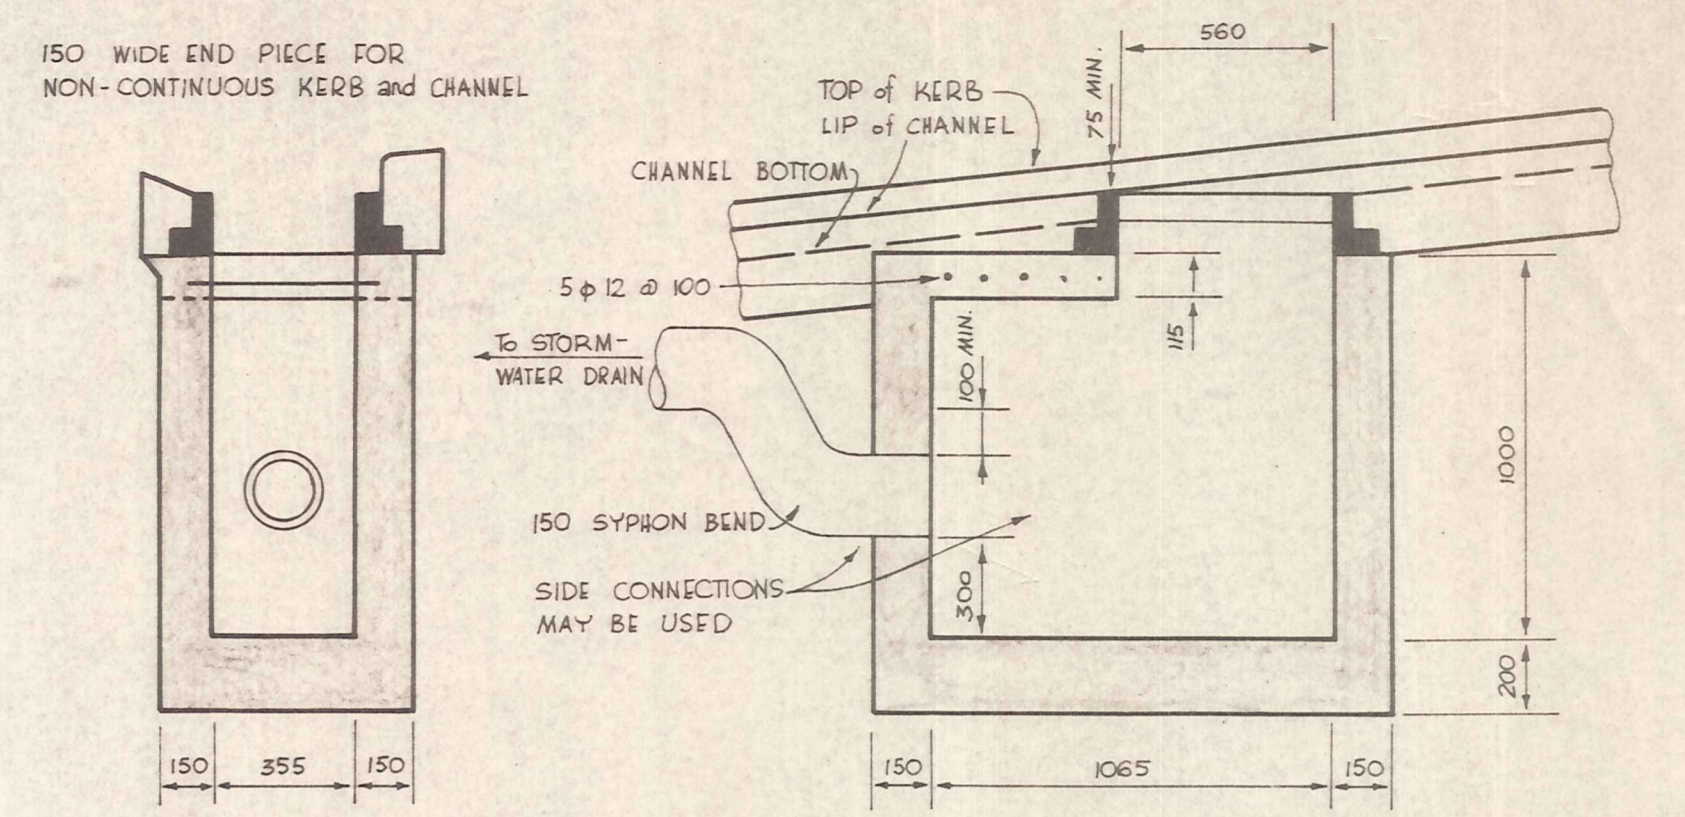 150 WIDE END PIECE FOR
NON-CONTINUOUS KERB and CHANNEL
560
75 MIN.
TOP of KERB
LIP of CHANNEL
CHANNEL BOTTOM
5 φ 12 @ 100
115
TO STORM-
WATER DRAIN
100 MIN.
1000
150 SYPHON BEND
SIDE CONNECTIONS
MAY BE USED
300
200
150 355 150
150 1065 150